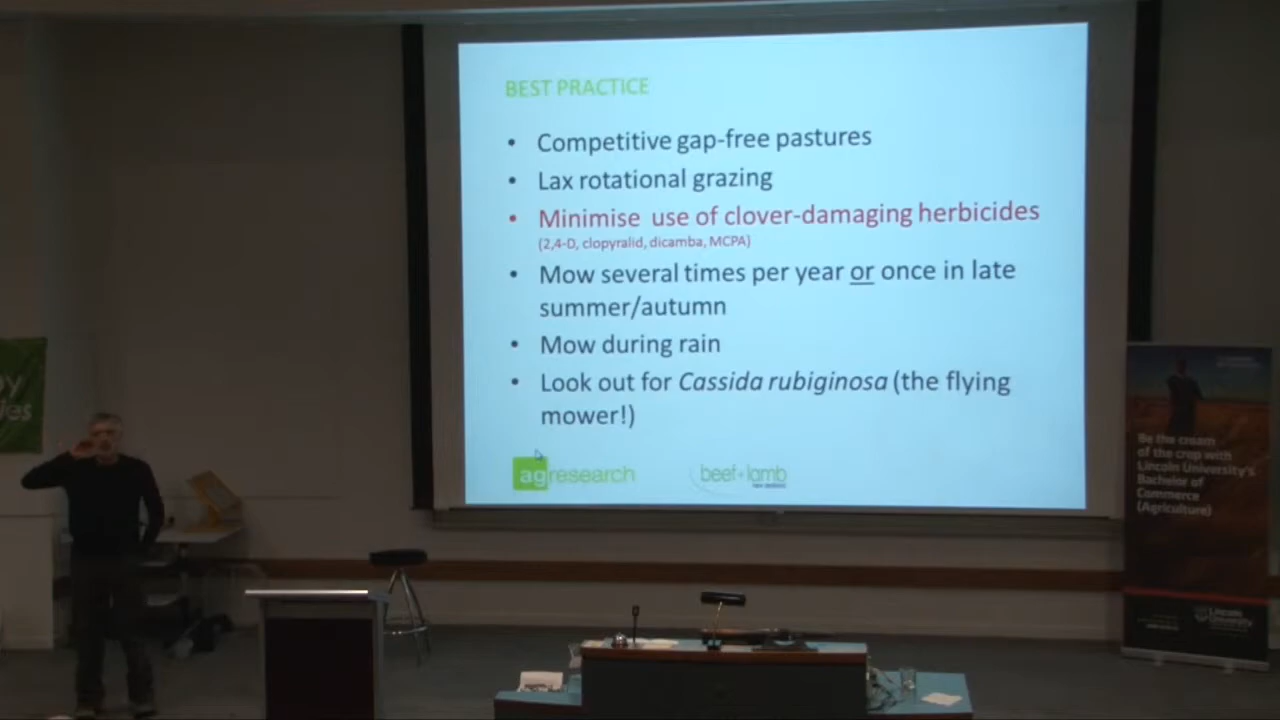 BEST PRACTICE
• Competitive gap-free pastures
• Lax rotational grazing
• Minimise use of clover-damaging herbicides
(2,4-D, clopyralid, dicamba, MCPA)
• Mow several times per year or once in late
summer/autumn
• Mow during rain
• Look out for Cassida rubiginosa (the flying
mower!)
agresearch
beef+lamb
Be the cream
of the crop with
Lincoln University's
Bachelor of
Commerce
(Agriculture)
Lincoln
University